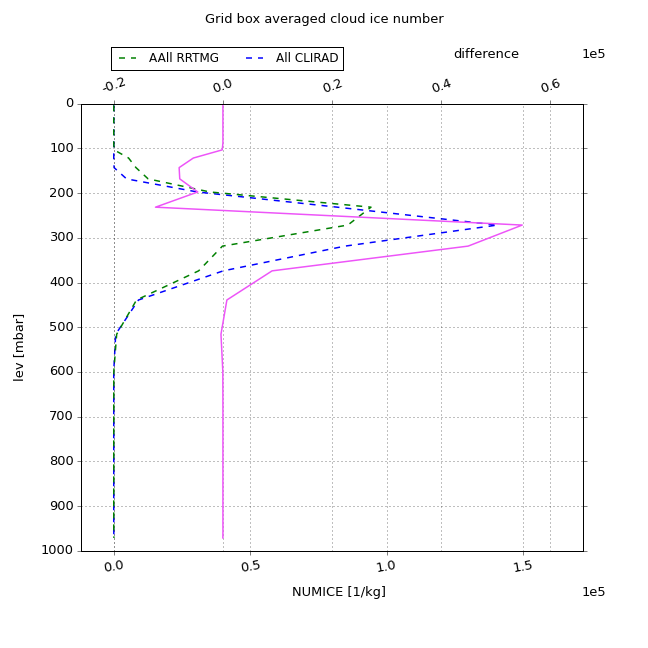 Grid box averaged cloud ice number
AAll RRTMG All CLIRAD
difference 1e5
-0.2 0.0 0.2 0.4 0.6
0
100
200
300
400
500
600
700
800
900
1000
lev [mbar]
0.0 0.5 1.0 1.5
NUMICE [1/kg] 1e5